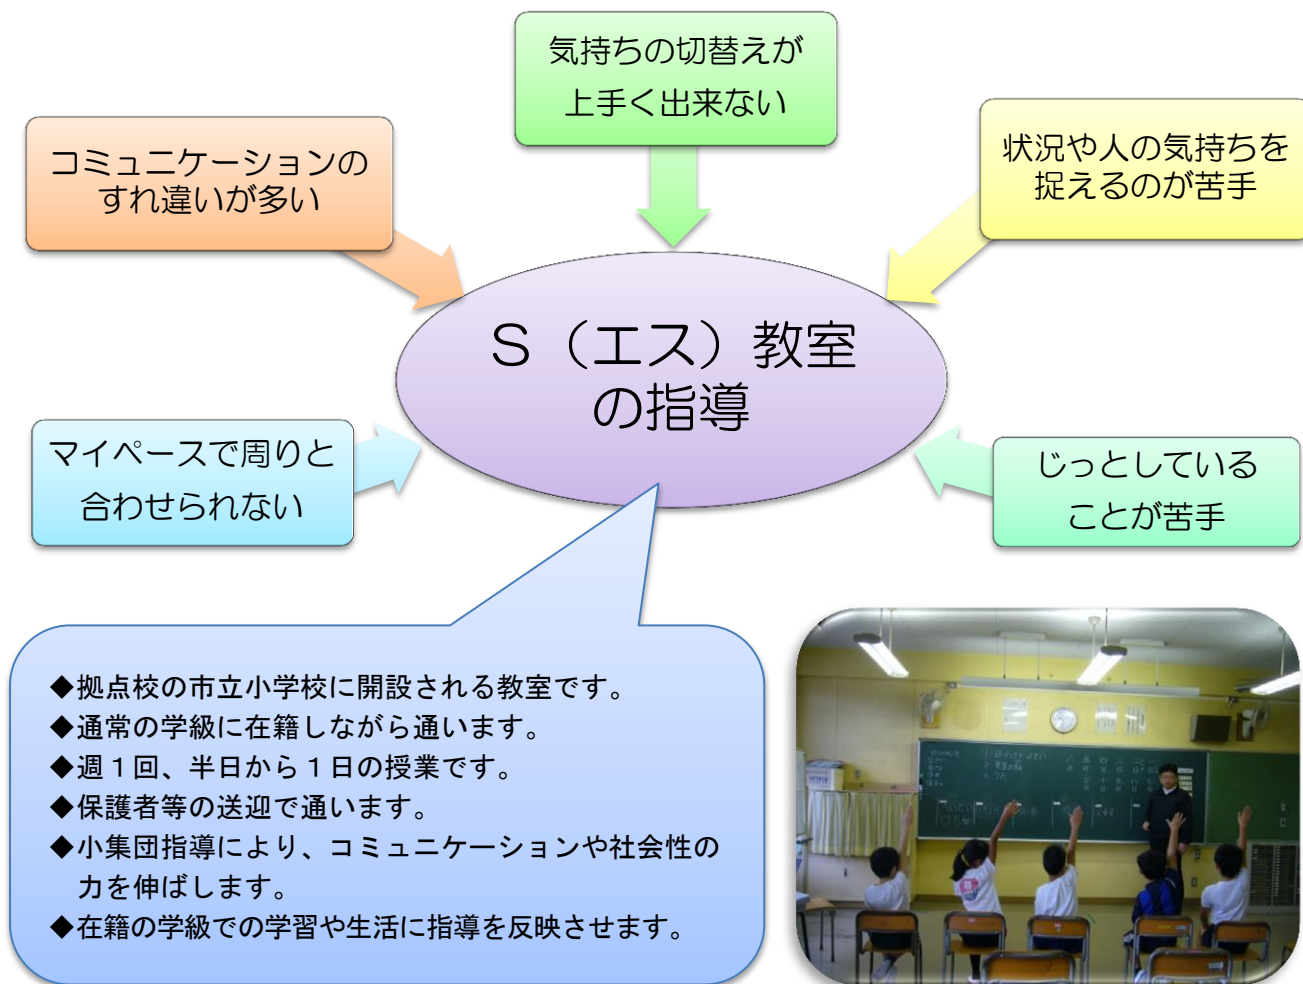 気持ちの切替えが
上手く出来ない
コミュニケーションの
すれ違いが多い
状況や人の気持ちを
捉えるのが苦手
S（エス）教室
の指導
マイペースで周りと
合わせられない
じっとしている
ことが苦手
◆拠点校の市立小学校に開設される教室です。
◆通常の学級に在籍しながら通います。
◆週１回、半日から１日の授業です。
◆保護者等の送迎で通います。
◆小集団指導により、コミュニケーションや社会性の
力を伸ばします。
◆在籍の学級での学習や生活に指導を反映させます。